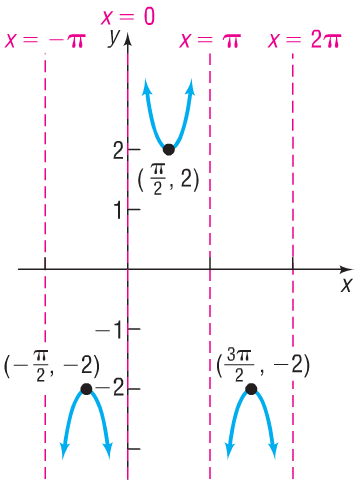 x = 0
x = −π
y
x = π
x = 2π
2
(π/2, 2)
1
x
−1
(−π/2, −2)
(3π/2, −2)
−2